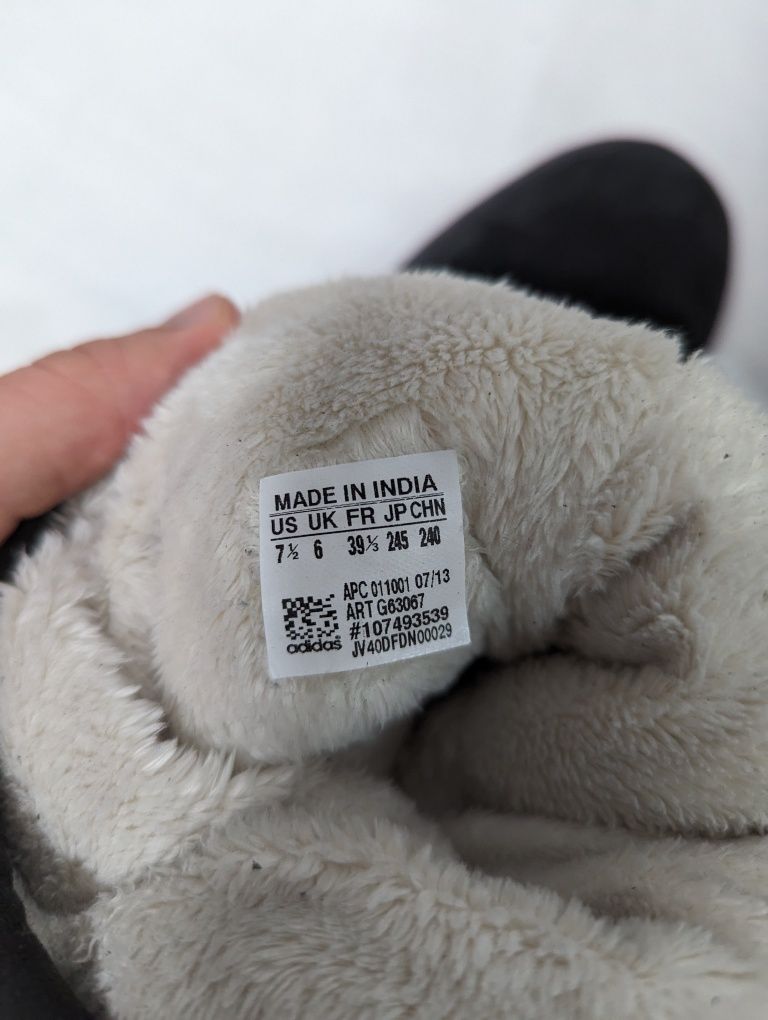 MADE IN INDIA
US UK FR JP CHN
7½ 6 39⅓ 245 240
APC 011001 07/13
ART G63067
#107493539
adidas JV40DFDN00029